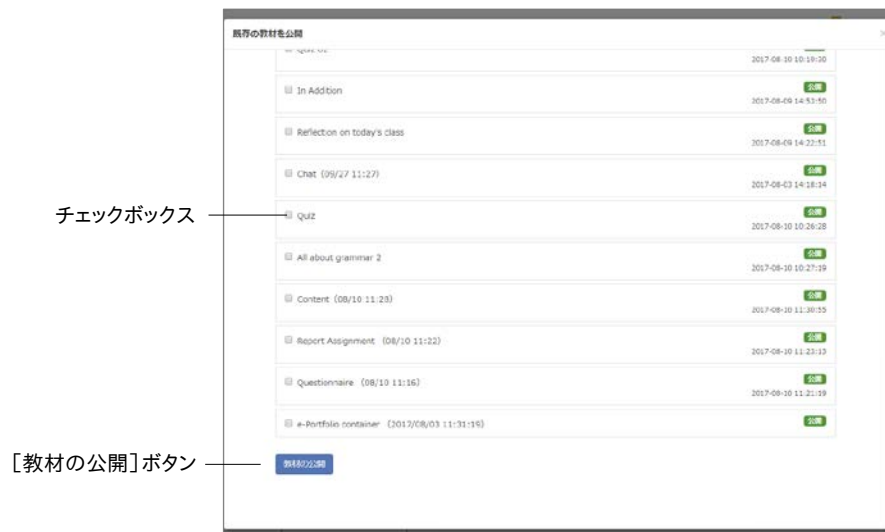 既存の教材を公開
×
2017-08-10 10:19:30
In Addition
公開
2017-08-09 14:53:50
Reflection on today's class
公開
2017-08-09 14:22:51
Chat (09/27 11:27)
公開
2017-08-03 14:18:14
チェックボックス
Quiz
公開
2017-08-10 10:26:28
All about grammar 2
公開
2017-08-10 10:27:19
Content (08/10 11:28)
公開
2017-08-10 11:30:55
Report Assignment (08/10 11:22)
公開
2017-08-10 11:23:13
Questionnaire (08/10 11:16)
公開
2017-08-10 11:21:19
e-Portfolio container (2017/08/03 11:31:19)
公開
[教材の公開]ボタン
教材の公開